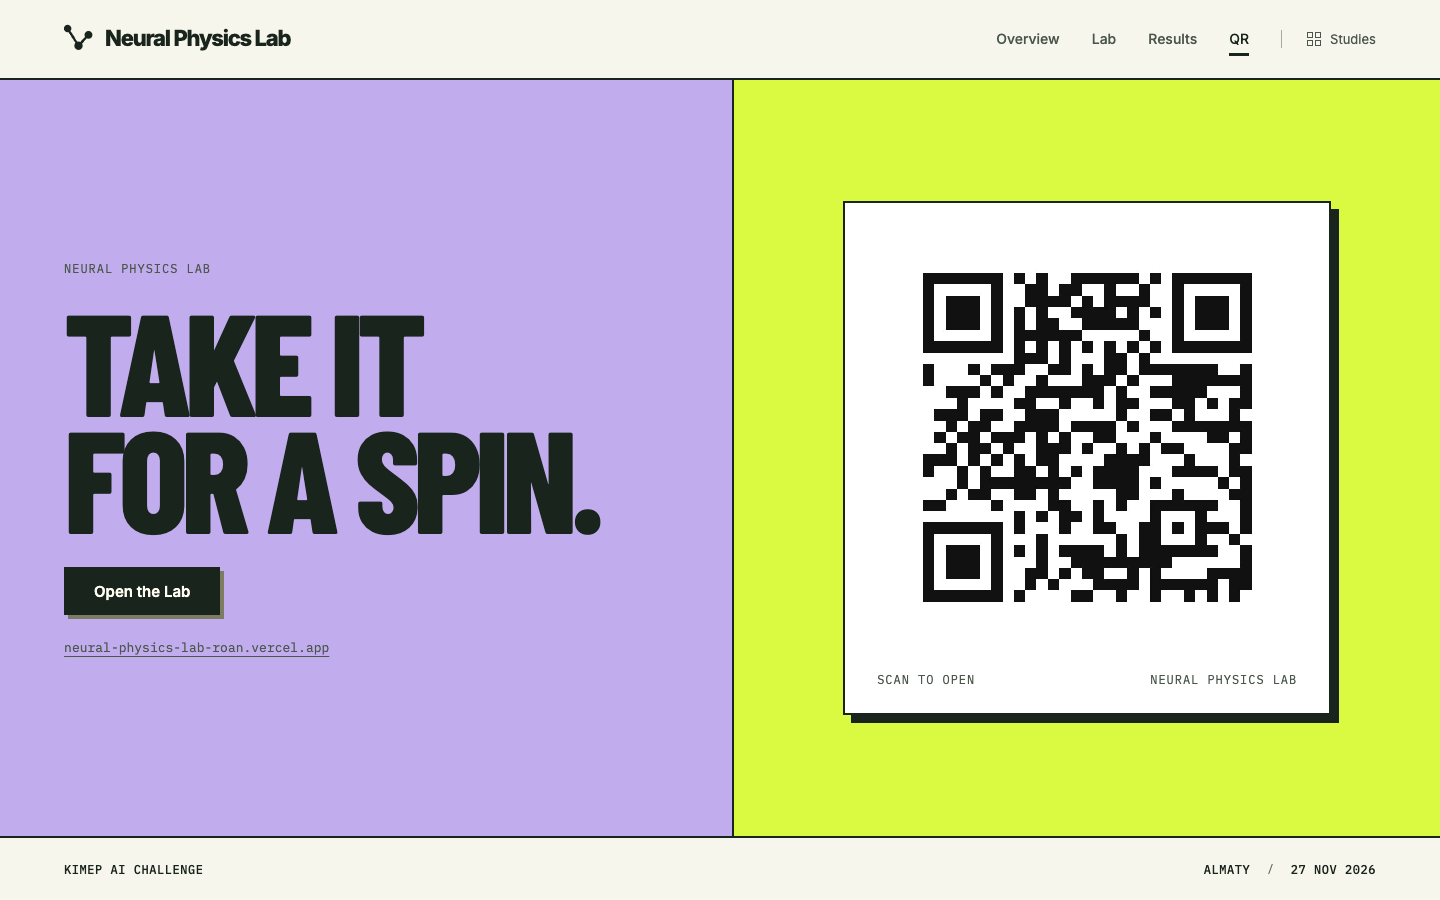 Neural Physics Lab
Overview Lab Results QR Studies
NEURAL PHYSICS LAB
TAKE IT
FOR A SPIN.
Open the Lab
neural-physics-lab-roan.vercel.app
SCAN TO OPEN NEURAL PHYSICS LAB
KIMEP AI CHALLENGE
ALMATY / 27 NOV 2026